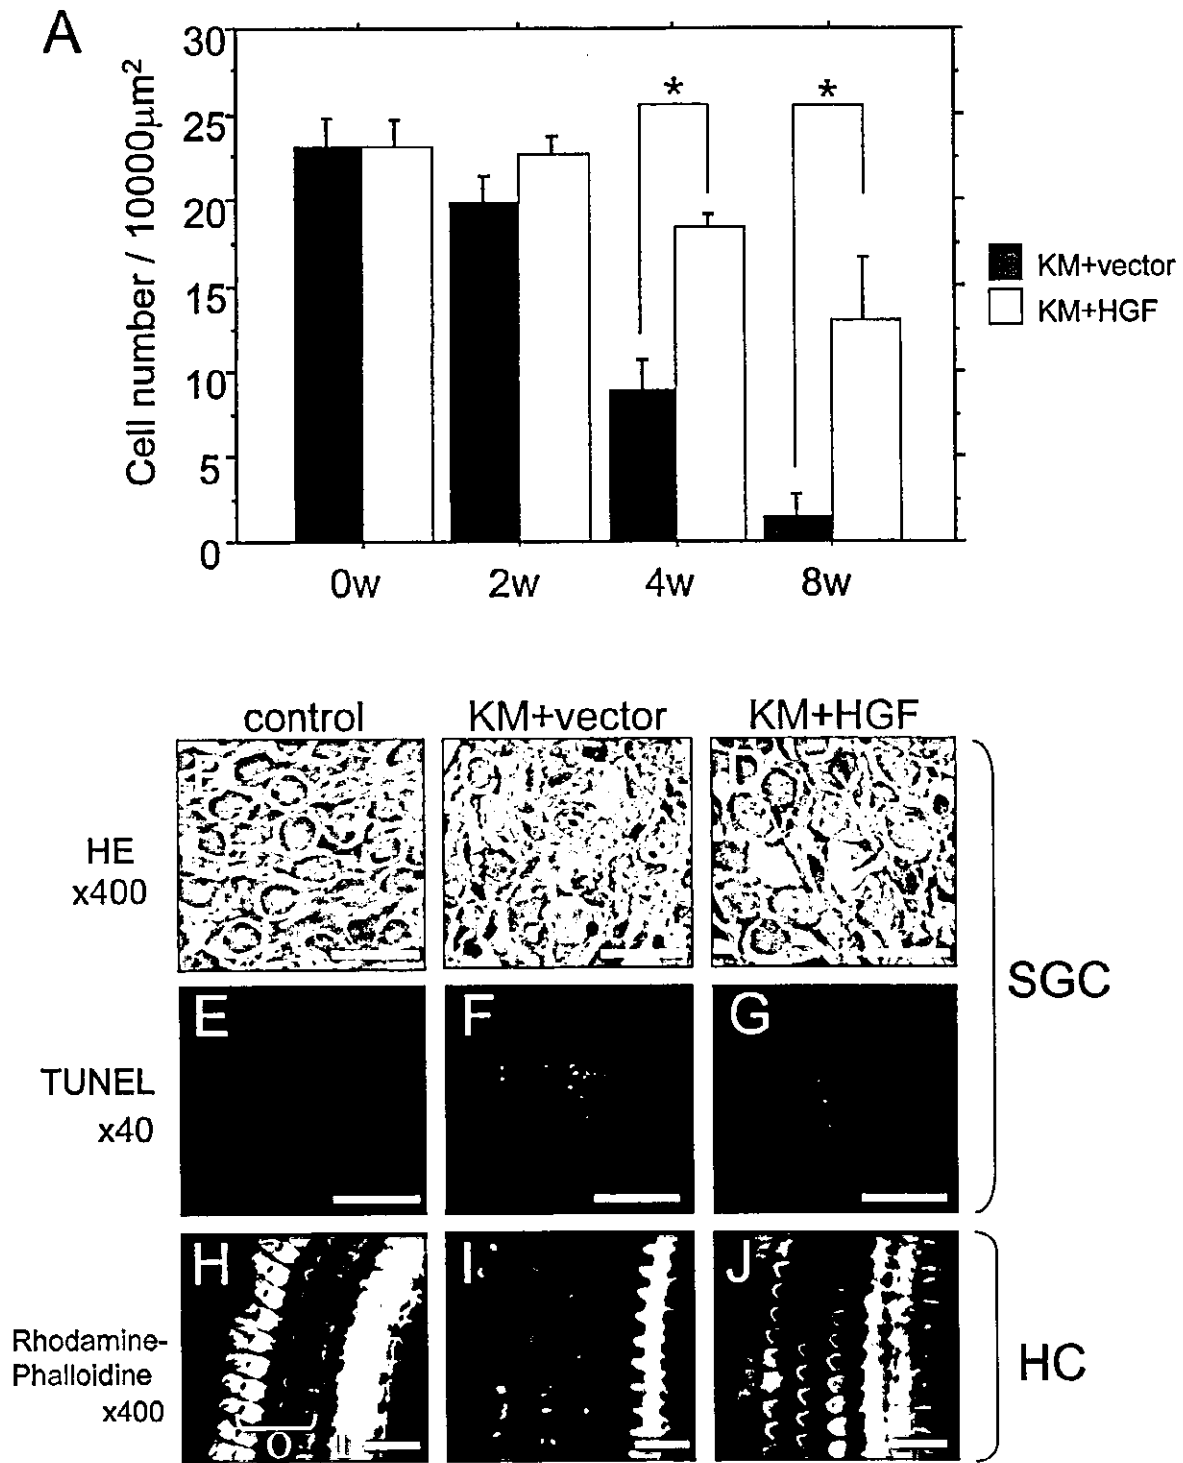 A
Cell number / 10000μm²
30
25
20
15
10
5
0
*
*
0w
2w
4w
8w
KM+vector
KM+HGF
control
KM+vector
KM+HGF
HE
x400
D
SGC
E
F
G
TUNEL
x40
H
I
J
Rhodamine-
Phalloidine
x400
O
I
HC